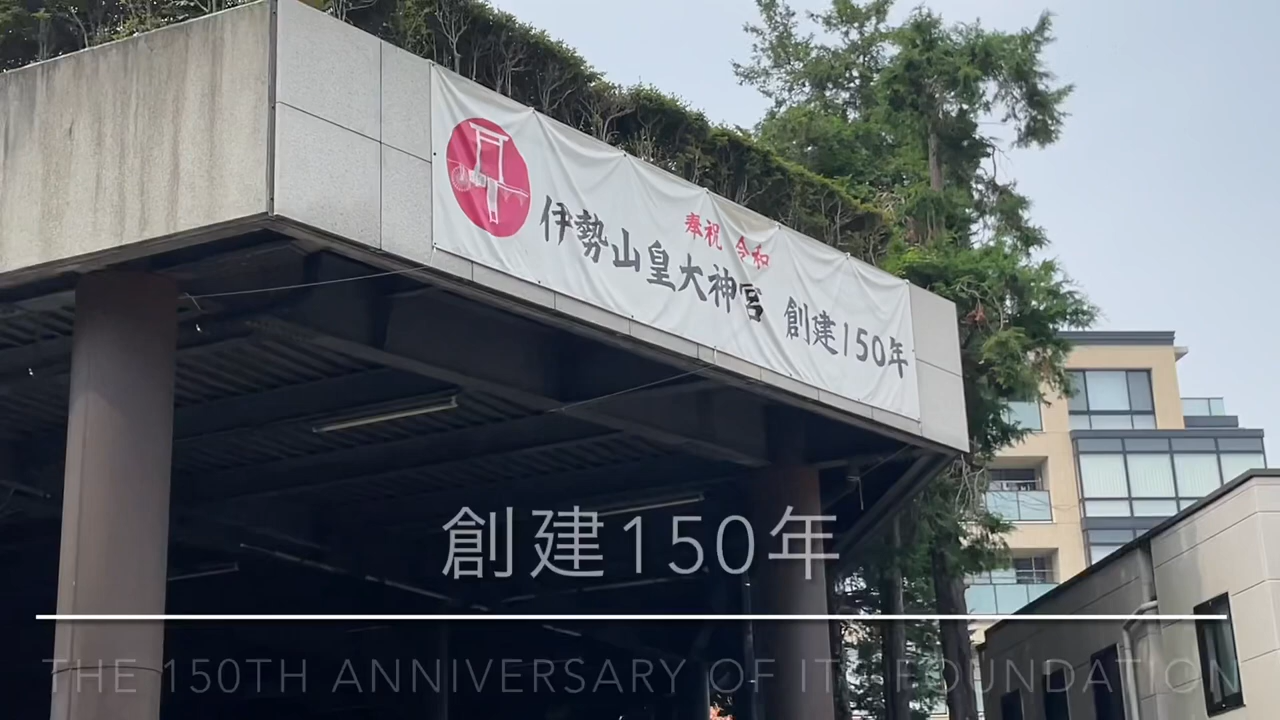 奉祝 令和
伊勢山皇大神宮 創建150年
創建150年
THE 150TH ANNIVERSARY OF ITS FOUNDATION